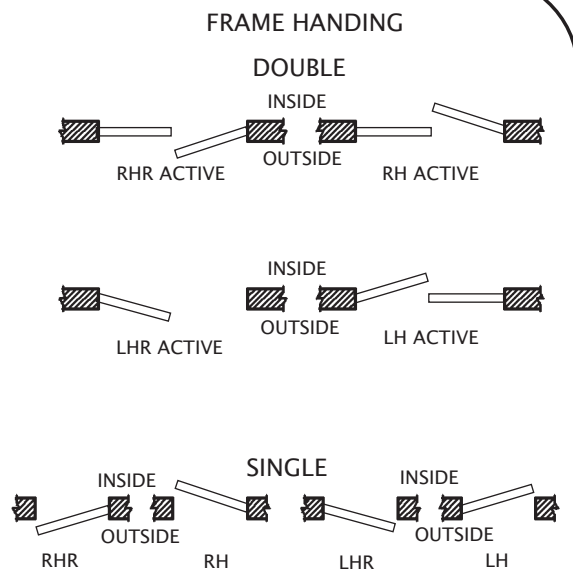 FRAME HANDING
DOUBLE
INSIDE
OUTSIDE
RHR ACTIVE
RH ACTIVE
INSIDE
OUTSIDE
LHR ACTIVE
LH ACTIVE
SINGLE
INSIDE
INSIDE
OUTSIDE
OUTSIDE
RHR
RH
LHR
LH